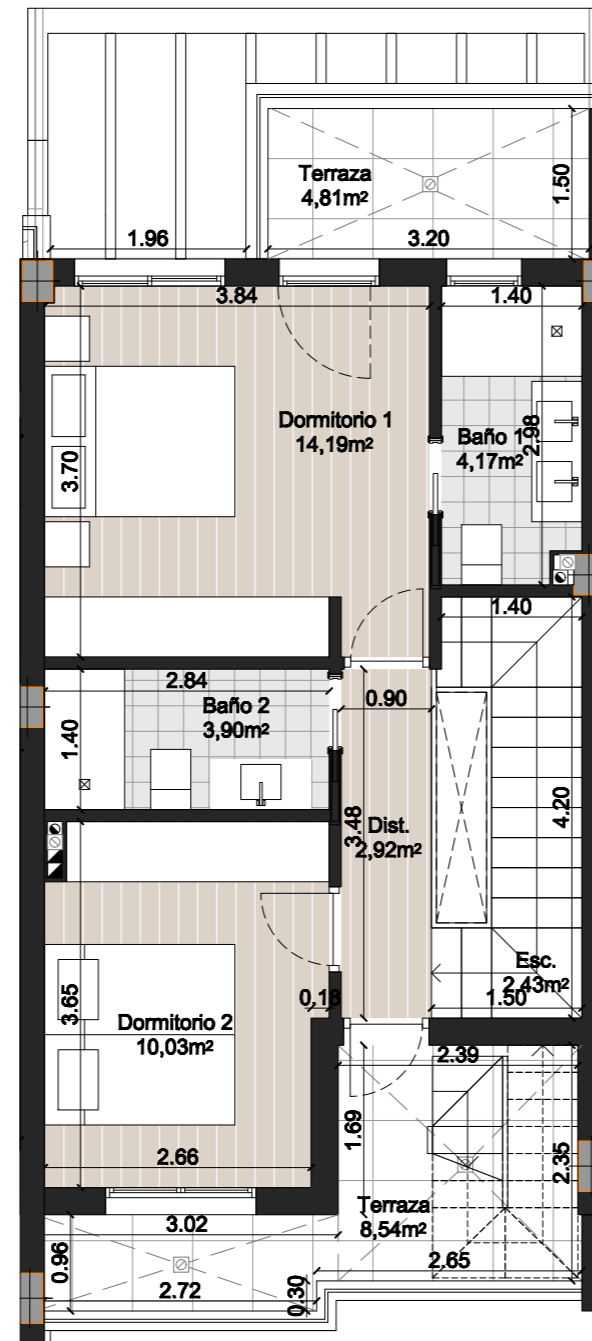 Terraza
4,81m²
1.50
1.96
3.20
3.84
1.40
Dormitorio 1
14,19m²
Baño 1
4,17m²
2.98
3.70
1.40
2.84
0.90
Baño 2
3,90m²
1.40
4.20
3.48
Dist.
2,92m²
Esc.
2,43m²
0.18
1.50
3.65
Dormitorio 2
10,03m²
2.39
1.69
2.35
2.66
Terraza
8,54m²
3.02
0.96
2.72
0.30
2.65